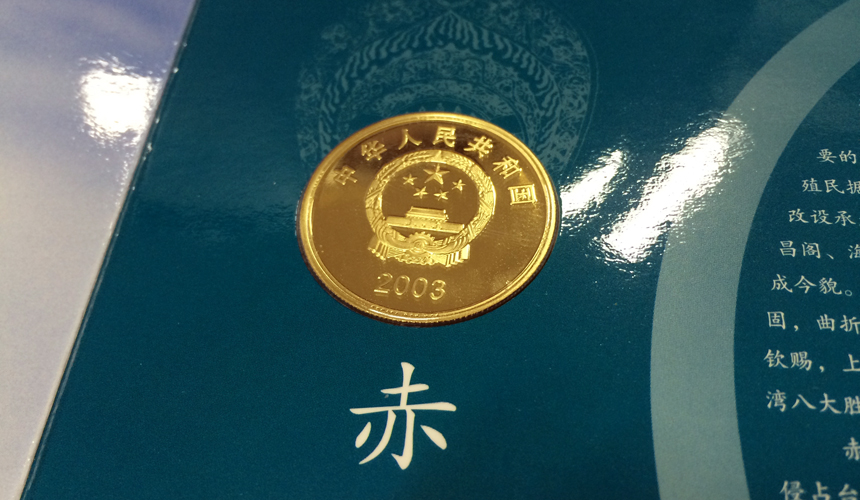 中华人民共和国
2003
赤
要的
殖民据
改设承
昌阁、海
成今貌。
固，曲折
钦赐，上
湾八大胜
赤
侵占台